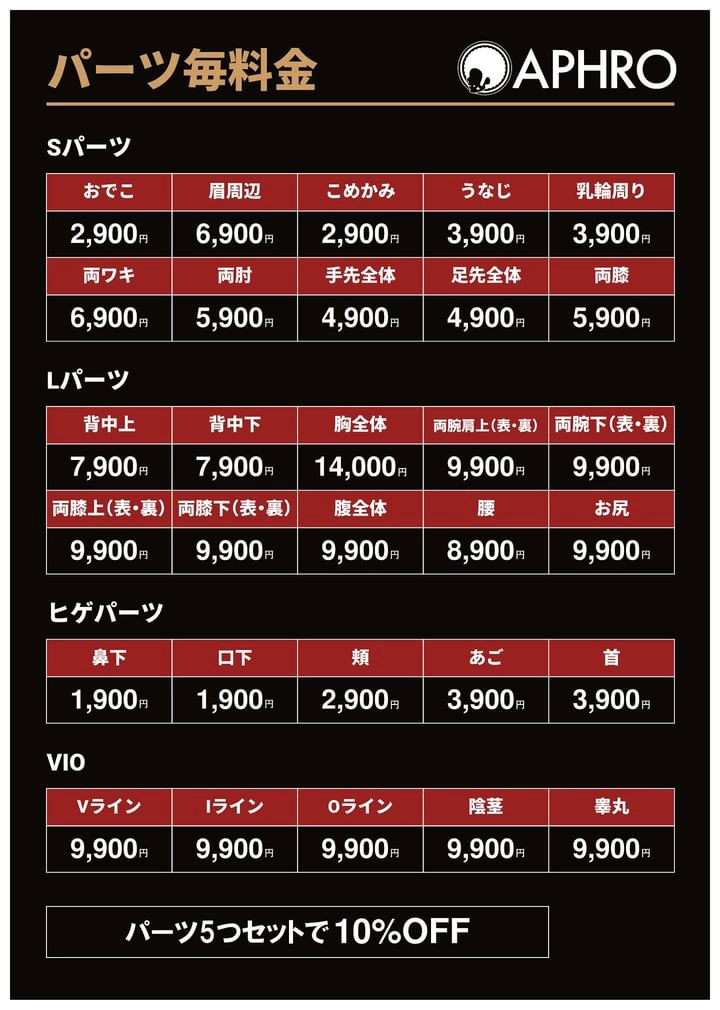 パーツ毎料金
APHRO
Sパーツ
おでこ 眉周辺 こめかみ うなじ 乳輪周り
2,900円 6,900円 2,900円 3,900円 3,900円
両ワキ 両肘 手先全体 足先全体 両膝
6,900円 5,900円 4,900円 4,900円 5,900円
Lパーツ
背中上 背中下 胸全体 両腕肩上(表・裏) 両腕下(表・裏)
7,900円 7,900円 14,000円 9,900円 9,900円
両膝上(表・裏) 両膝下(表・裏) 腹全体 腰 お尻
9,900円 9,900円 9,900円 8,900円 9,900円
ヒゲパーツ
鼻下 口下 頬 あご 首
1,900円 1,900円 2,900円 3,900円 3,900円
VIO
Vライン Iライン Oライン 陰茎 睾丸
9,900円 9,900円 9,900円 9,900円 9,900円
パーツ5つセットで10%OFF